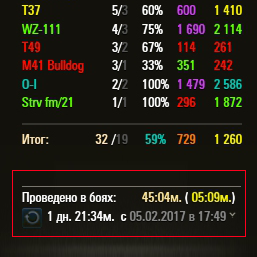 T37 5/3 60% 600 1 410
WZ-111 4/3 75% 1 690 2 114
T49 3/2 67% 114 261
M41 Bulldog 3/1 33% 351 242
O-I 2/2 100% 1 479 2 586
Strv fm/21 1/1 100% 296 1 872
Итог: 32 /19 59% 729 1 260
Проведено в боях: 45:04м. ( 05:09м.)
1 дн. 21:34м. с 05.02.2017 в 17:49